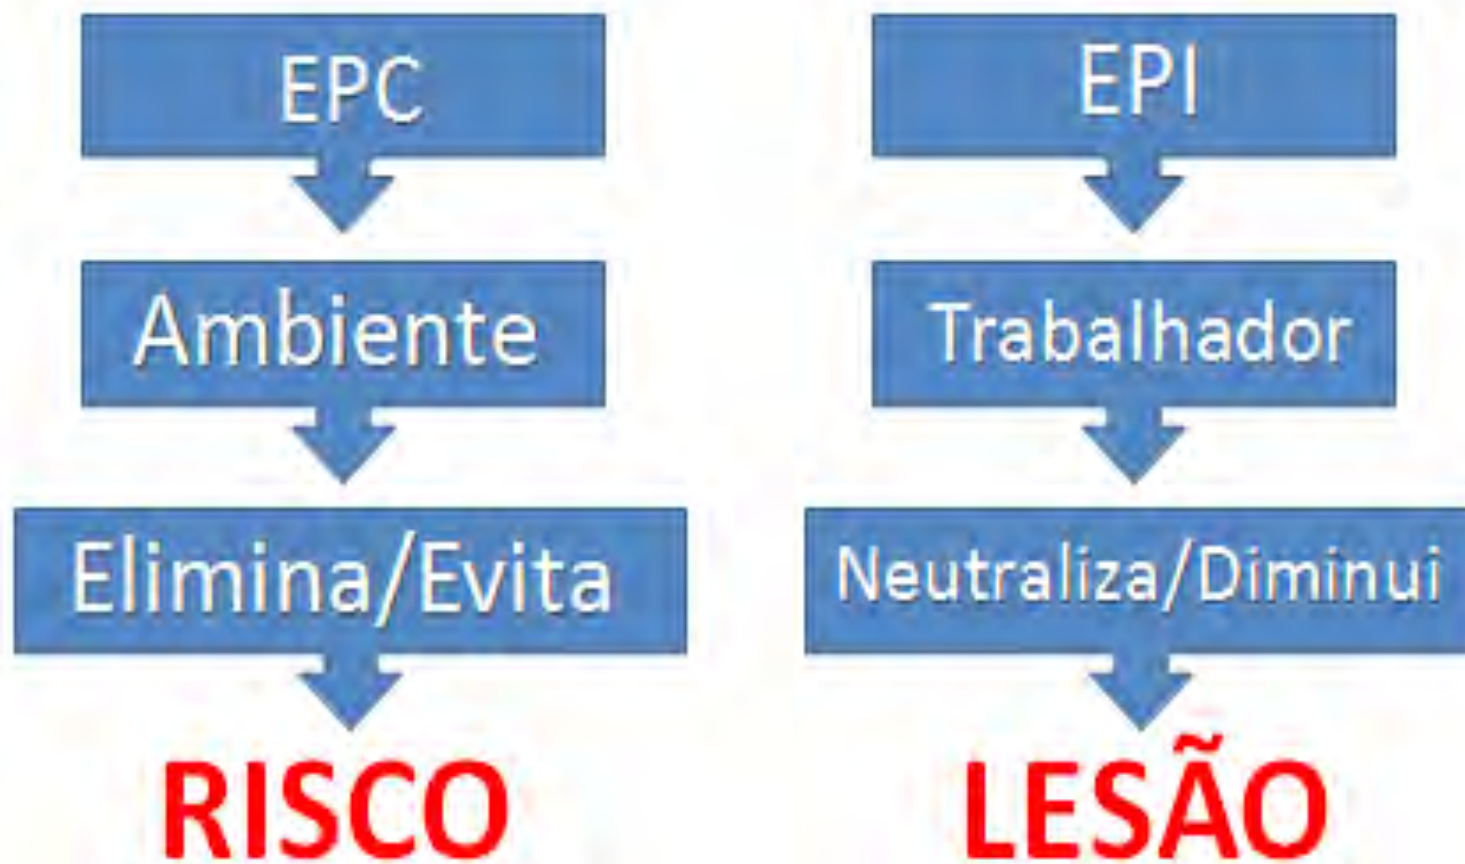 EPC
Ambiente
Elimina/Evita
RISCO
EPI
Trabalhador
Neutraliza/Diminui
LESÃO